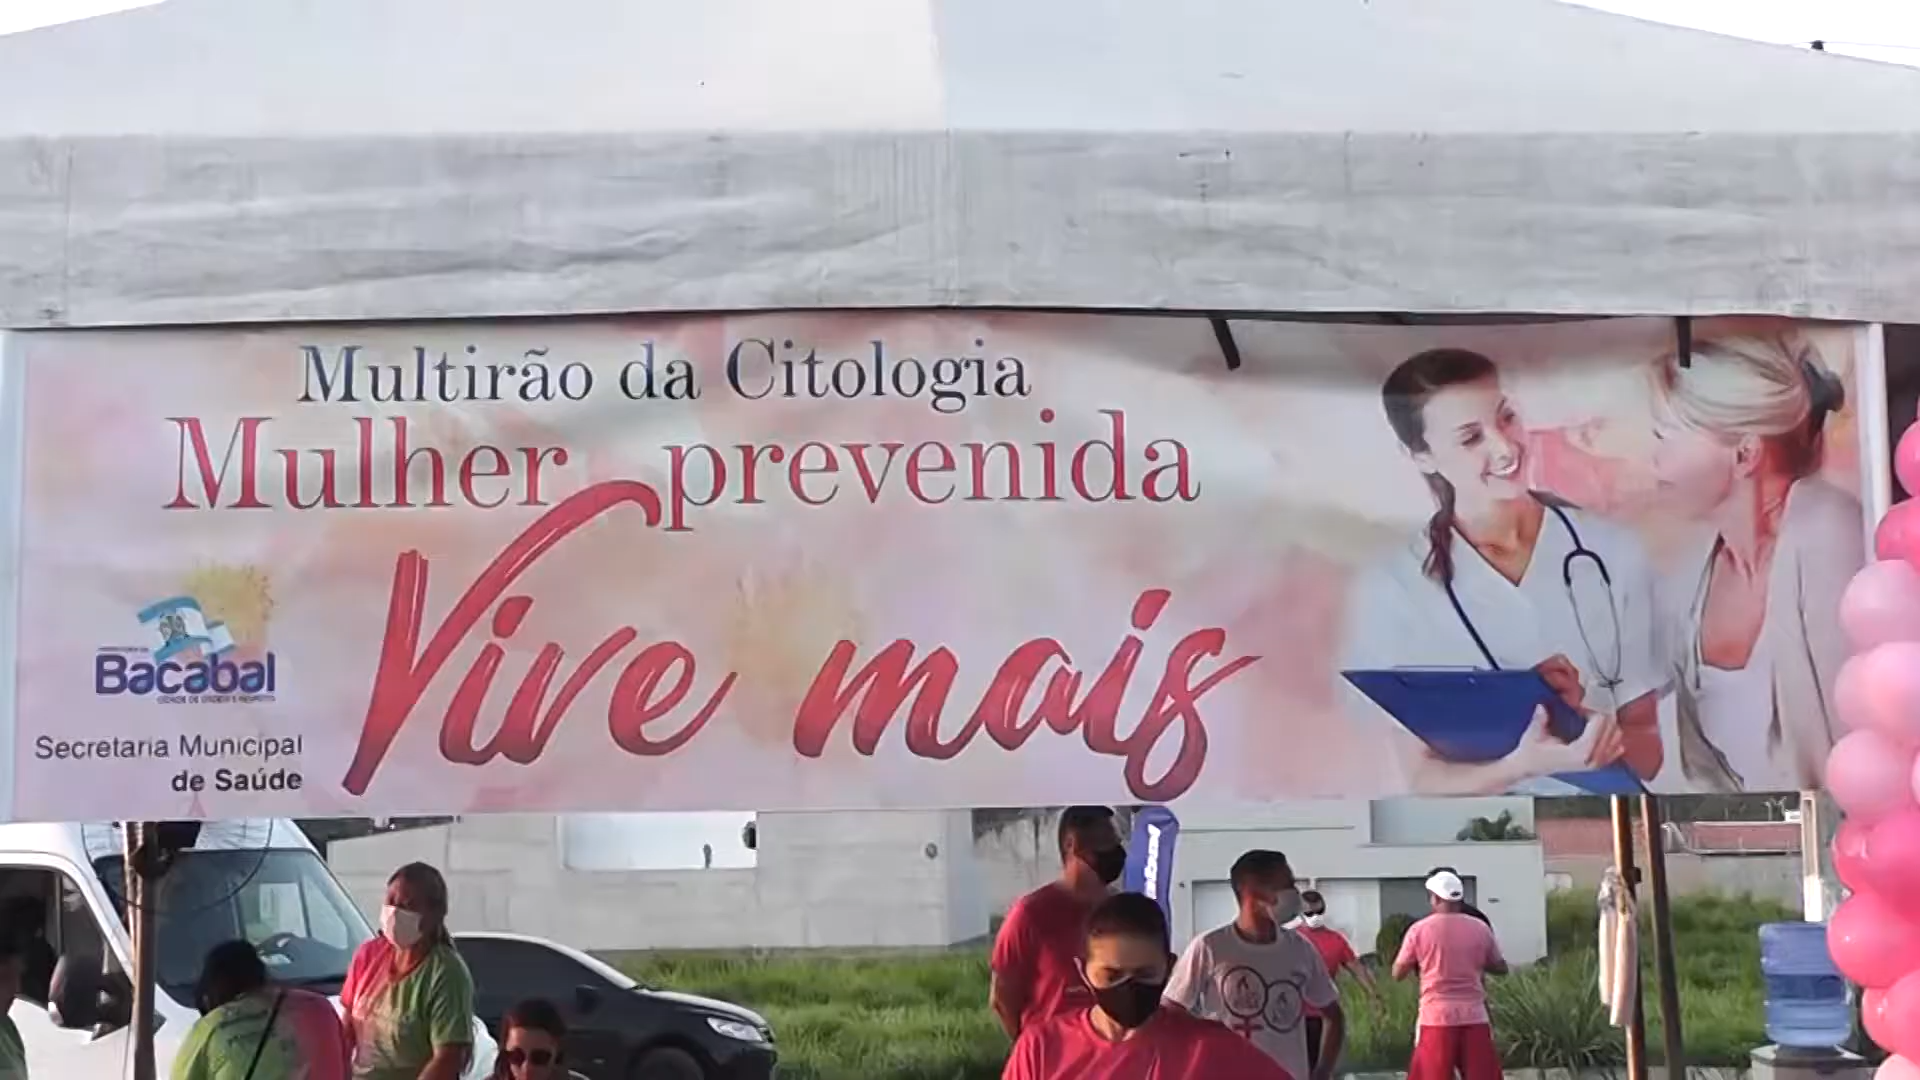 Multirão da Citologia
Mulher prevenida
Vive mais
Bacabal
Secretaria Municipal
de Saúde